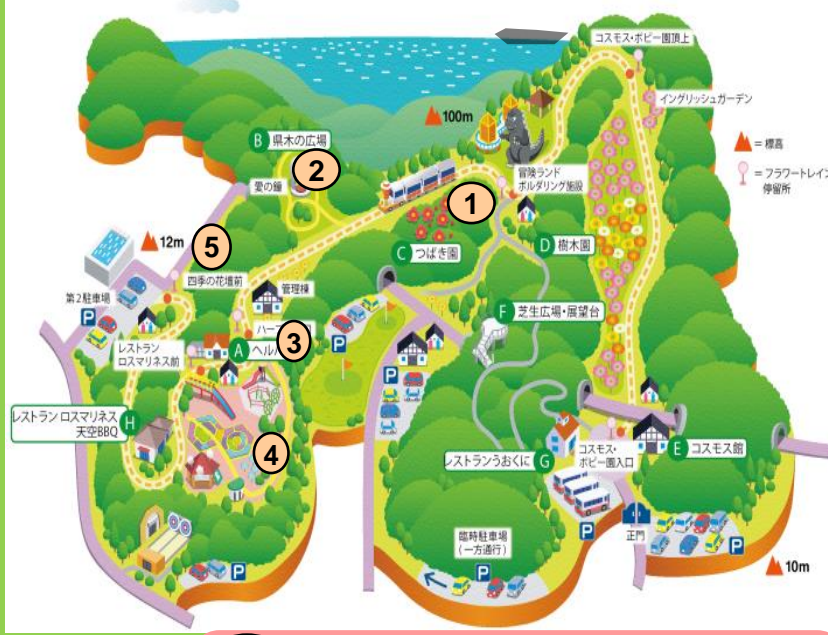 コスモス・ポピー園頂上
イングリッシュガーデン
100m
= 標高
= フラワートレイン
停留所
B 県木の広場
2
愛の鐘
冒険ランド
ボルダリング施設
1
12m
5
C つばき園
D 樹木園
四季の花壇前
管理棟
第2駐車場
P
F 芝生広場・展望台
P
レストラン
ロスマリネス前
A ヘル
3
P
H
レストラン ロスマリネス
天空BBQ
4
レストランうおくに G
コスモス・
ポピー園入口
E コスモス館
P
正門
臨時駐車場
(一方通行)
P
P
P
10m